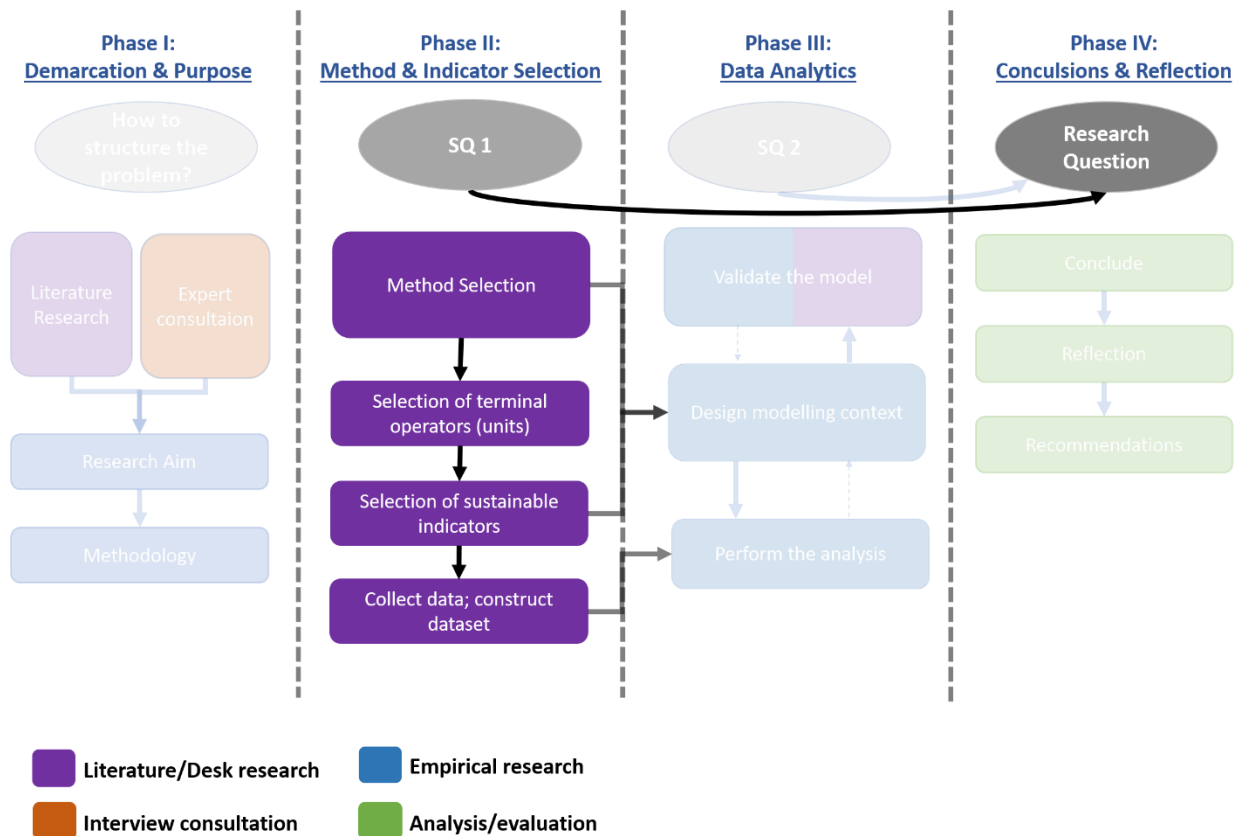 Phase I:
Demarcation & Purpose
How to
structure the
problem?
Literature
Research
Expert
consultaion
Research Aim
Methodology
Phase II:
Method & Indicator Selection
SQ 1
Method Selection
Selection of terminal
operators (units)
Selection of sustainable
indicators
Collect data; construct
dataset
Phase III:
Data Analytics
SQ 2
Validate the model
Design modelling context
Perform the analysis
Phase IV:
Conculsions & Reflection
Research
Question
Conclude
Reflection
Recommendations
Literature/Desk research
Empirical research
Interview consultation
Analysis/evaluation